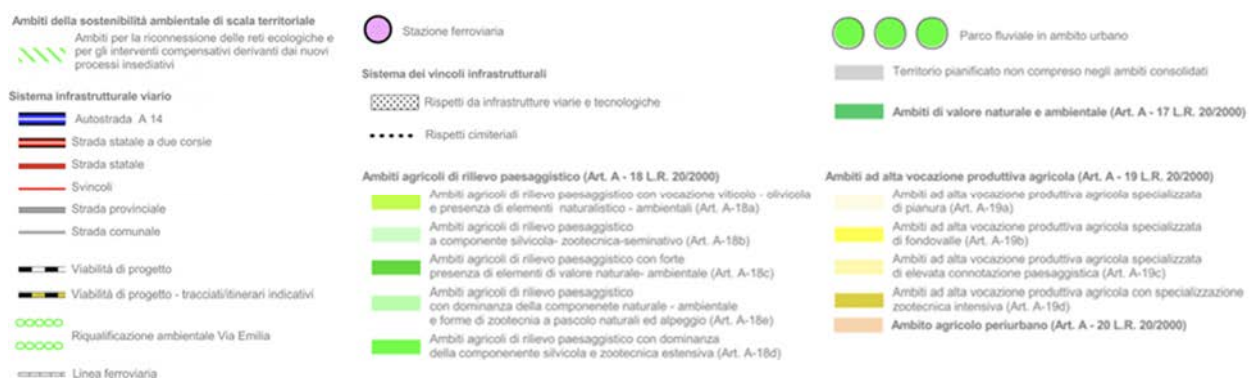 Ambiti della sostenibilità ambientale di scala territoriale
Ambiti per la riconnessione delle reti ecologiche e
per gli interventi compensativi derivanti dai nuovi
processi insediativi
Sistema infrastrutturale viario
Autostrada A 14
Strada statale a due corsie
Strada statale
Svincoli
Strada provinciale
Strada comunale
Viabilità di progetto
Viabilità di progetto - tracciati/itinerari indicativi
Riqualificazione ambientale Via Emilia
Linea ferroviaria
Stazione ferroviaria
Sistema dei vincoli infrastrutturali
Rispetti da infrastrutture viarie e tecnologiche
Rispetti cimiteriali
Ambiti agricoli di rilievo paesaggistico (Art. A - 18 L.R. 20/2000)
Ambiti agricoli di rilievo paesaggistico con vocazione viticolo - olivicola
e presenza di elementi naturalistico - ambientali (Art. A-18a)
Ambiti agricoli di rilievo paesaggistico
a componente silvicola- zootecnica-seminativo (Art. A-18b)
Ambiti agricoli di rilievo paesaggistico con forte
presenza di elementi di valore naturale- ambientale (Art. A-18c)
Ambiti agricoli di rilievo paesaggistico
con dominanza della componenete naturale - ambientale
e forme di zootecnia a pascolo naturali ed alpeggio (Art. A-18e)
Ambiti agricoli di rilievo paesaggistico con dominanza
della componenente silvicola e zootecnica estensiva (Art. A-18d)
Parco fluviale in ambito urbano
Territorio pianificato non compreso negli ambiti consolidati
Ambiti di valore naturale e ambientale (Art. A - 17 L.R. 20/2000)
Ambiti ad alta vocazione produttiva agricola (Art. A - 19 L.R. 20/2000)
Ambiti ad alta vocazione produttiva agricola specializzata
di pianura (Art. A-19a)
Ambiti ad alta vocazione produttiva agricola specializzata
di fondovalle (Art. A-19b)
Ambiti ad alta vocazione produttiva agricola specializzata
di elevata connotazione paesaggistica (Art. A-19c)
Ambiti ad alta vocazione produttiva agricola con specializzazione
zootecnica intensiva (Art. A-19d)
Ambito agricolo periurbano (Art. A - 20 L.R. 20/2000)